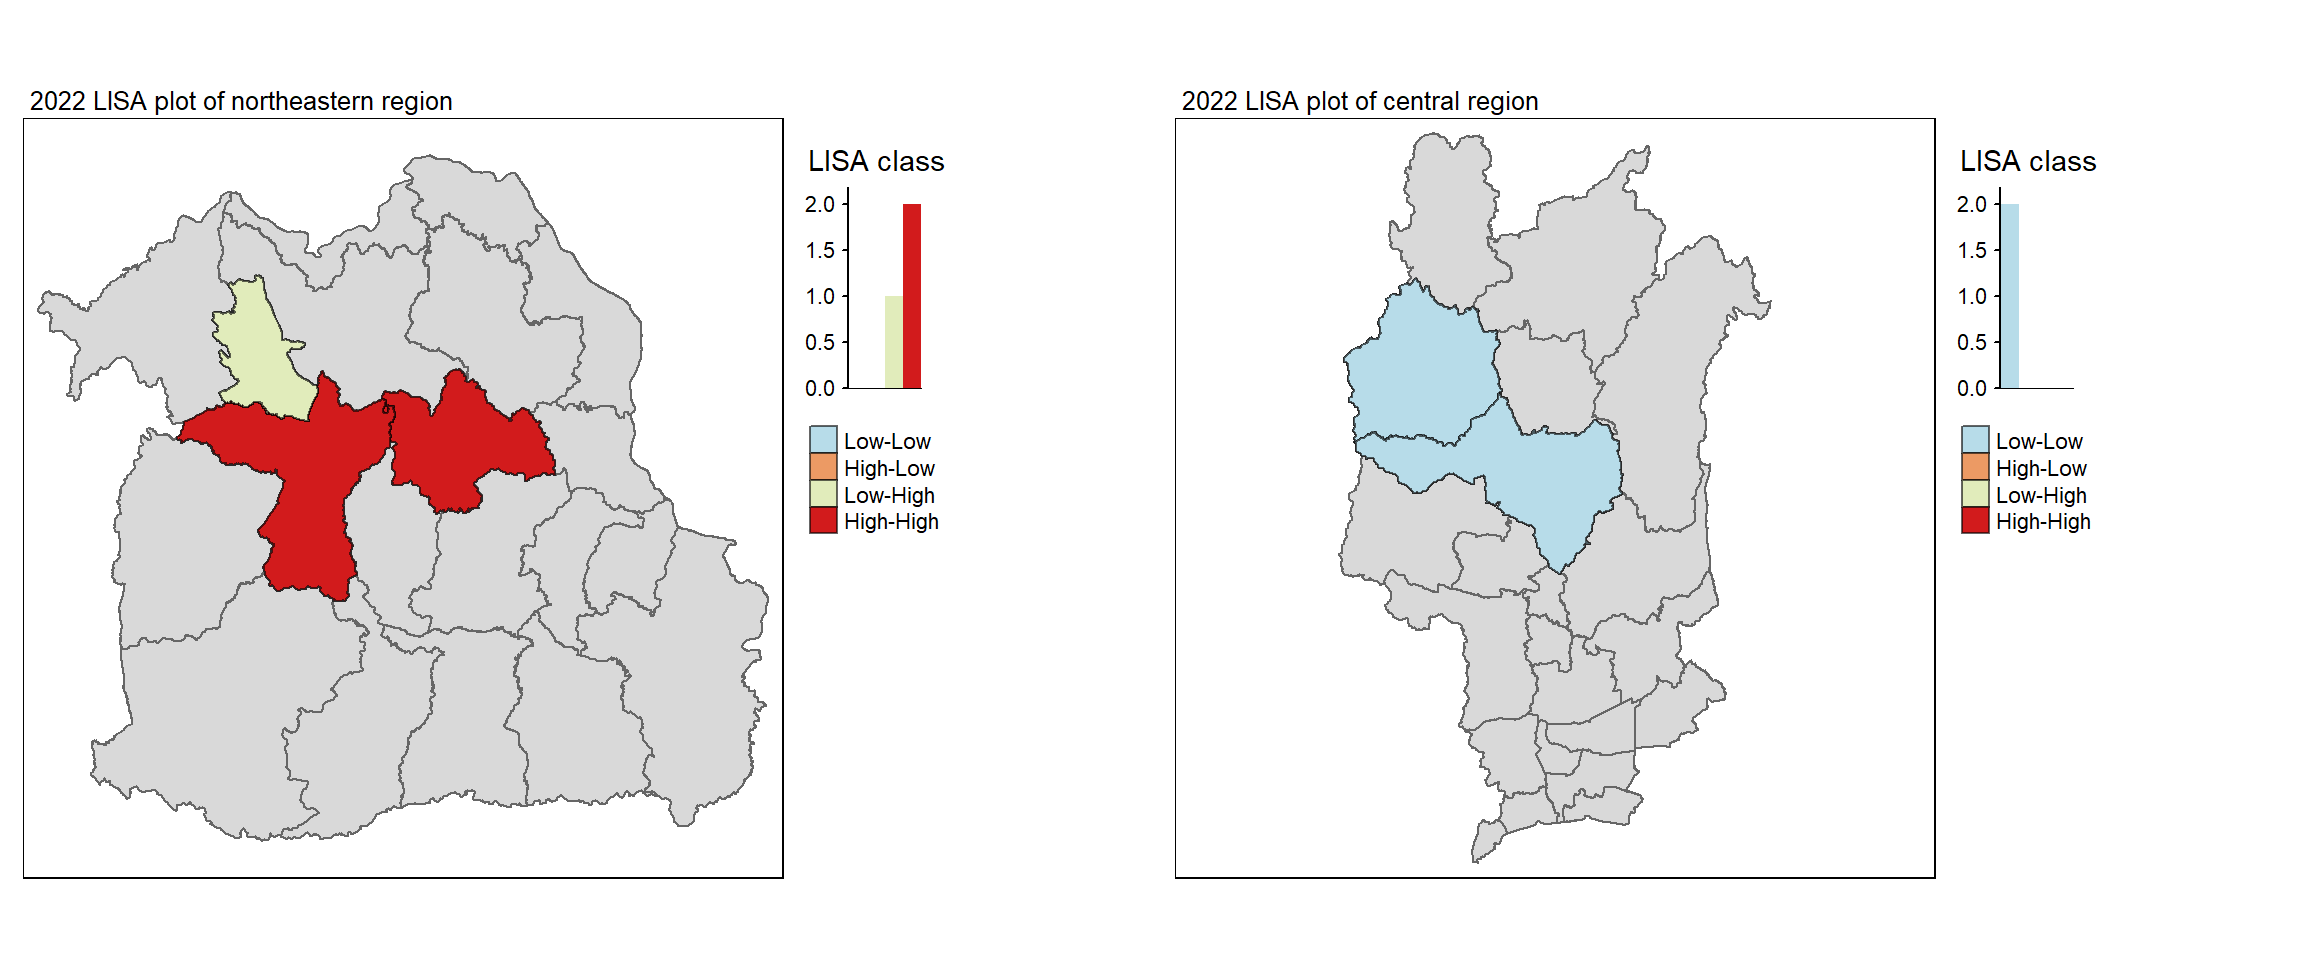 2022 LISA plot of northeastern region
LISA class
2.0
1.5
1.0
0.5
0.0
Low-Low
High-Low
Low-High
High-High
2022 LISA plot of central region
LISA class
2.0
1.5
1.0
0.5
0.0
Low-Low
High-Low
Low-High
High-High